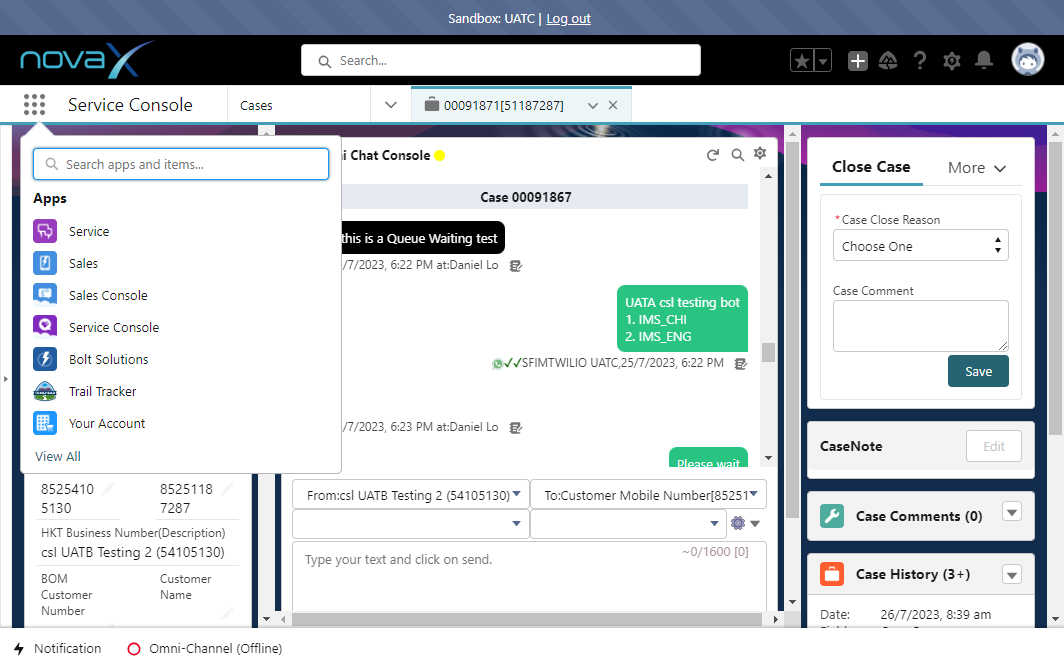 Sandbox: UATC | Log out
novaX
Search...
Service Console
Cases
00091871[51187287]
Search apps and items...
Apps
Service
Sales
Sales Console
Service Console
Bolt Solutions
Trail Tracker
Your Account
View All
8525410
5130
8525118
7287
HKT Business Number(Description)
csl UATB Testing 2 (54105130)
BOM
Customer
Number
Customer
Name
Chat Console
Case 00091867
this is a Queue Waiting test
/7/2023, 6:22 PM at:Daniel Lo
UATA csl testing bot
1. IMS_CHI
2. IMS_ENG
SFIMTWILIO UATC,25/7/2023, 6:22 PM
/7/2023, 6:23 PM at:Daniel Lo
Please wait
From:csl UATB Testing 2 (54105130)
To:Customer Mobile Number[85251
~0/1600 [0]
Type your text and click on send.
Close Case
More
*Case Close Reason
Choose One
Case Comment
Save
CaseNote
Edit
Case Comments (0)
Case History (3+)
Date:
26/7/2023, 8:39 am
Notification
Omni-Channel (Offline)